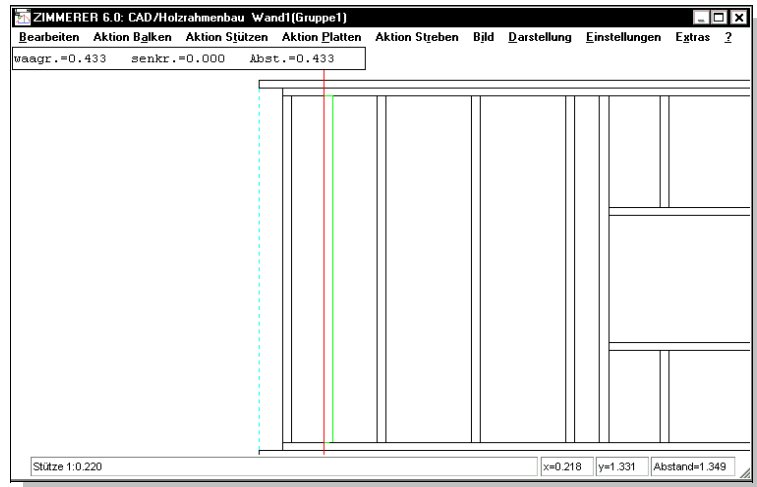 ZIMMERER 6.0: CAD/Holzrahmenbau Wand1(Gruppe1)
Bearbeiten Aktion Balken Aktion Stützen Aktion Platten Aktion Streben Bild Darstellung Einstellungen Extras ?
waagr.=0.433 senkr.=0.000 Abst.=0.433
Stütze 1:0.220 x=0.218 y=1.331 Abstand=1.349